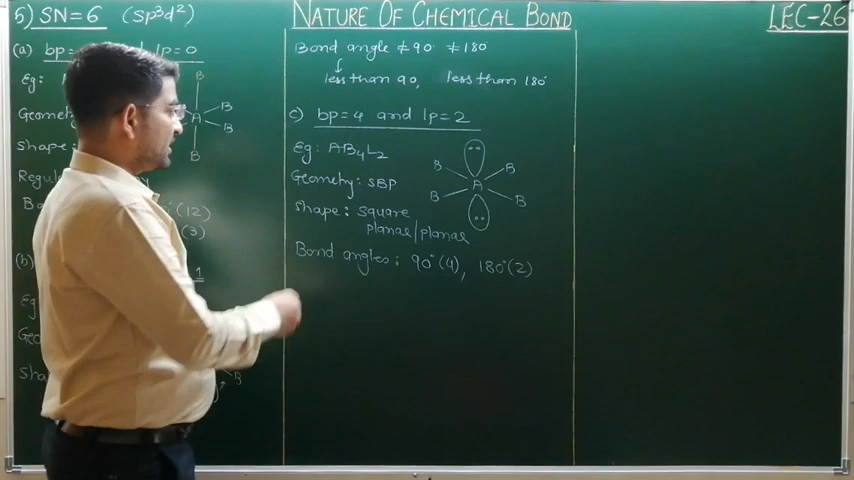 5) SN=6 (sp³d²)
NATURE OF CHEMICAL BOND
LEC-26
(a) bp= lp=0
Eg:
B
B
A
B
B
Geomet
Shape:
Regul
Ba (12)
(3)
(b) 1
Eg
Geo
Sha
B
Bond angle ≠90 ≠180
less than 90, less than 180°
c) bp=4 and lp=2
Eg: AB₄L₂
Geometry: SBP
Shape: Square
planar/planar
Bond angles: 90°(4), 180°(2)
B
B
A
B
B